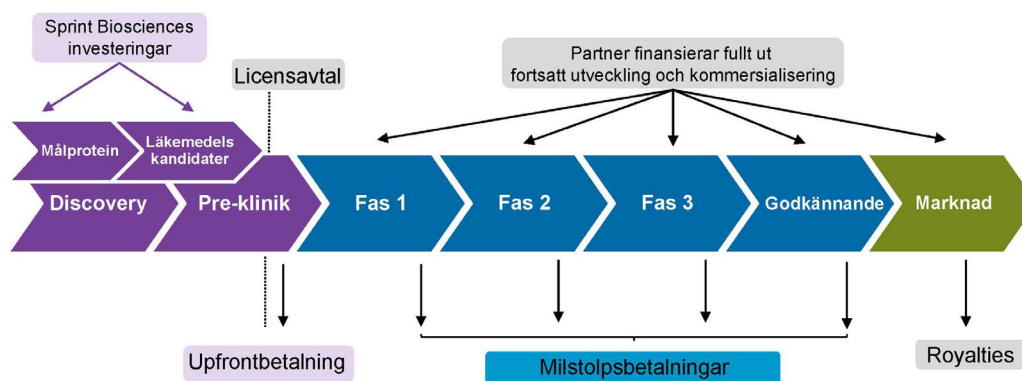 Sprint Biosciences
investeringar
Partner finansierar fullt ut
fortsatt utveckling och kommersialisering
Licensavtal
Målprotein
Läkemedels
kandidater
Discovery
Pre-klinik
Fas 1
Fas 2
Fas 3
Godkännande
Marknad
Upfrontbetalning
Milstolpsbetalningar
Royalties